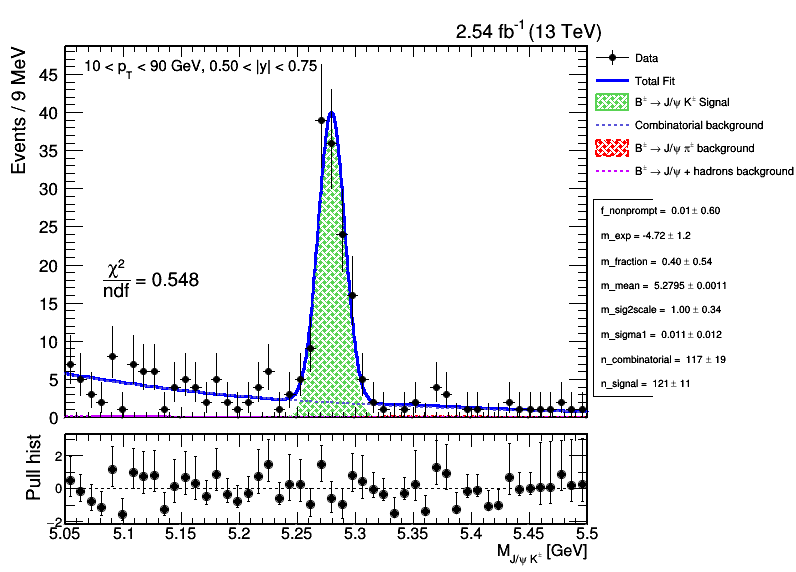 2.54 fb⁻¹ (13 TeV)
Events / 9 MeV
10 < p_T < 90 GeV, 0.50 < |y| < 0.75
45
40
35
30
25
20
15
10
5
0
χ²/ndf = 0.548
Data
Total Fit
B± → J/ψ K± Signal
Combinatorial background
B± → J/ψ π± background
B± → J/ψ + hadrons background
f_nonprompt = 0.01 ± 0.60
m_exp = -4.72 ± 1.2
m_fraction = 0.40 ± 0.54
m_mean = 5.2795 ± 0.0011
m_sig2scale = 1.00 ± 0.34
m_sigma1 = 0.011 ± 0.012
n_combinatorial = 117 ± 19
n_signal = 121 ± 11
Pull hist
2
0
−2
5.05 5.1 5.15 5.2 5.25 5.3 5.35 5.4 5.45 5.5
M_J/ψ K± [GeV]